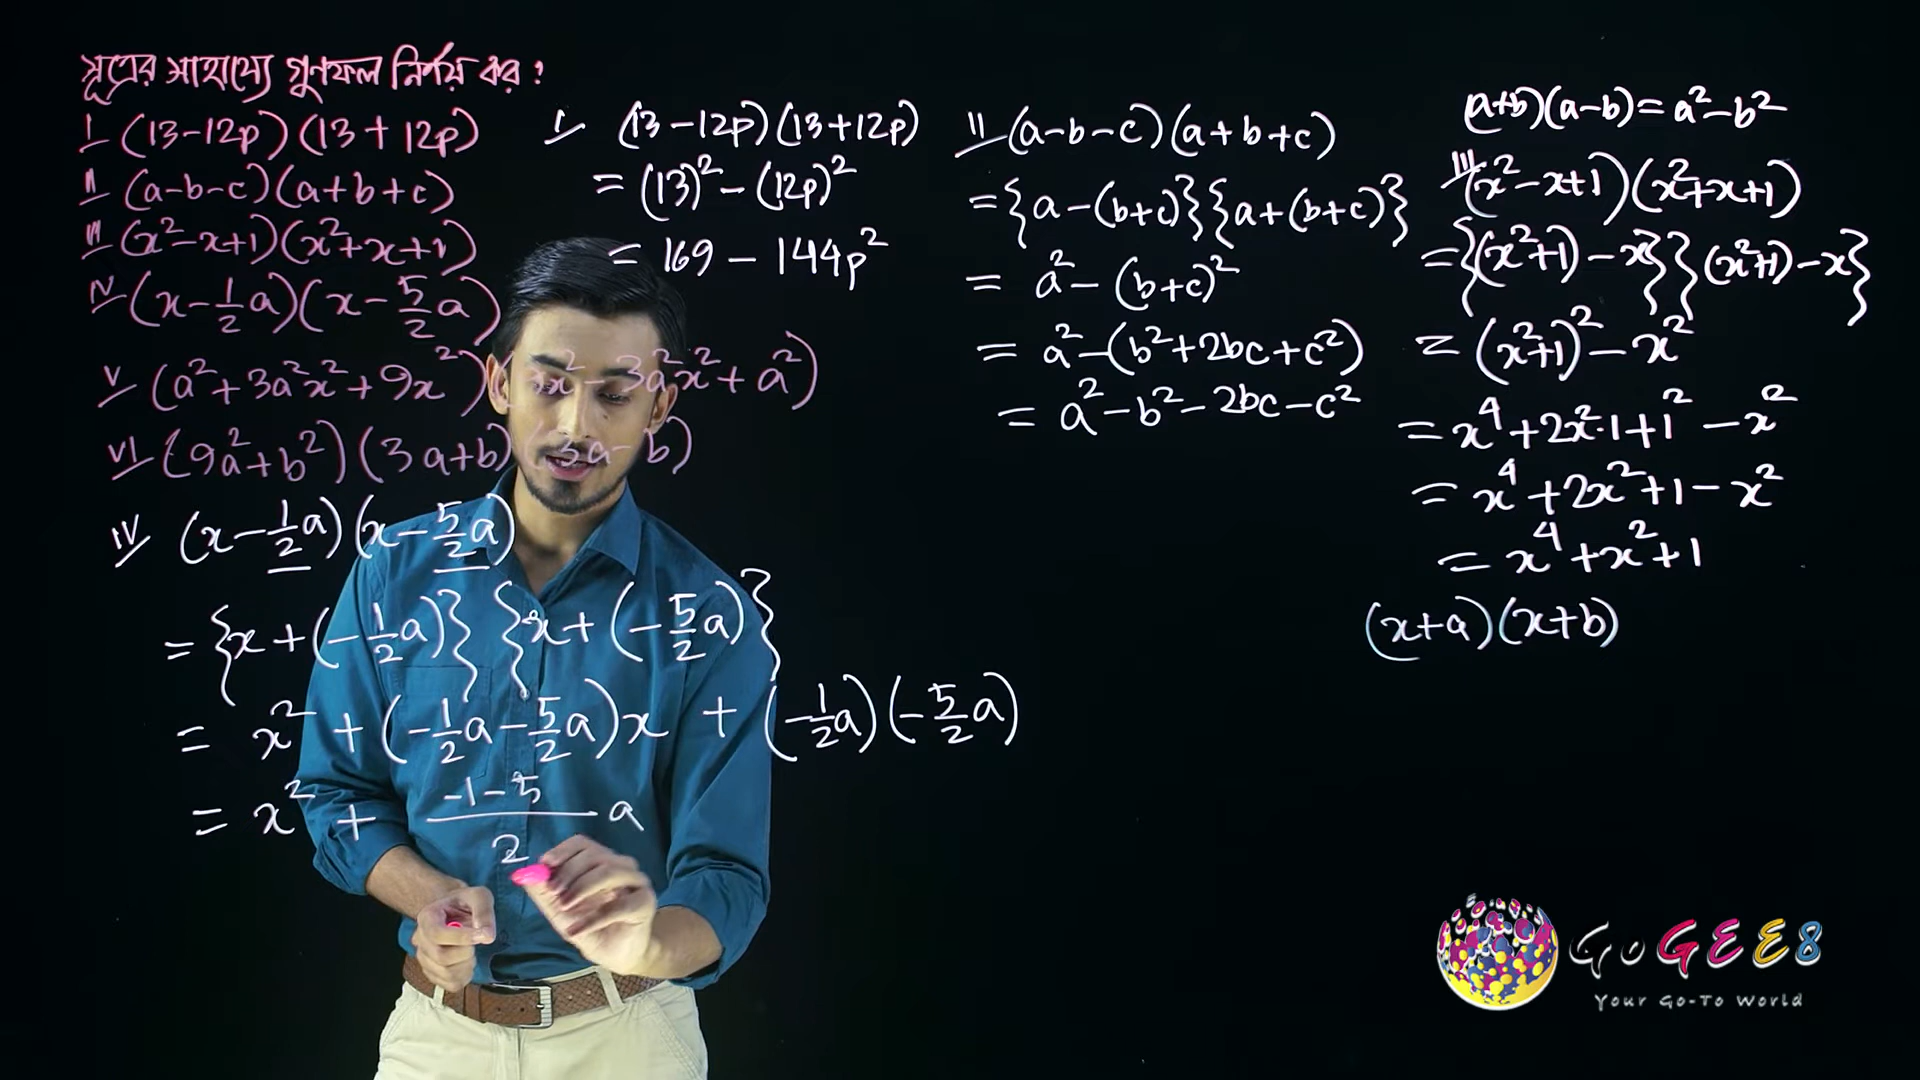 সূত্রের সাহায্যে গুণফল নির্ণয় কর :
I (13-12p)(13+12p)
II (a-b-c)(a+b+c)
III (x²-x+1)(x²+x+1)
IV (x-1/2a)(x-5/2a)
V (a²+3a²x²+9x²)(9x²-3a²x²+a²)
VI (9a²+b²)(3a+b)(3a-b)
IV (x-1/2a)(x-5/2a)
={x+(-1/2a)}{x+(-5/2a)}
= x²+(-1/2a-5/2a)x+(-1/2a)(-5/2a)
= x²+ (-1-5)/2 a
I (13-12p)(13+12p)
= (13)²-(12p)²
= 169-144p²
II (a-b-c)(a+b+c)
={a-(b+c)}{a+(b+c)}
= a²-(b+c)²
= a²-(b²+2bc+c²)
= a²-b²-2bc-c²
(a+b)(a-b)=a²-b²
III (x²-x+1)(x²+x+1)
={(x²+1)-x}{(x²+1)-x}
= (x²+1)²-x²
= x⁴+2x².1+1²-x²
= x⁴+2x²+1-x²
= x⁴+x²+1
(x+a)(x+b)
GoGEE8
Your Go-To World